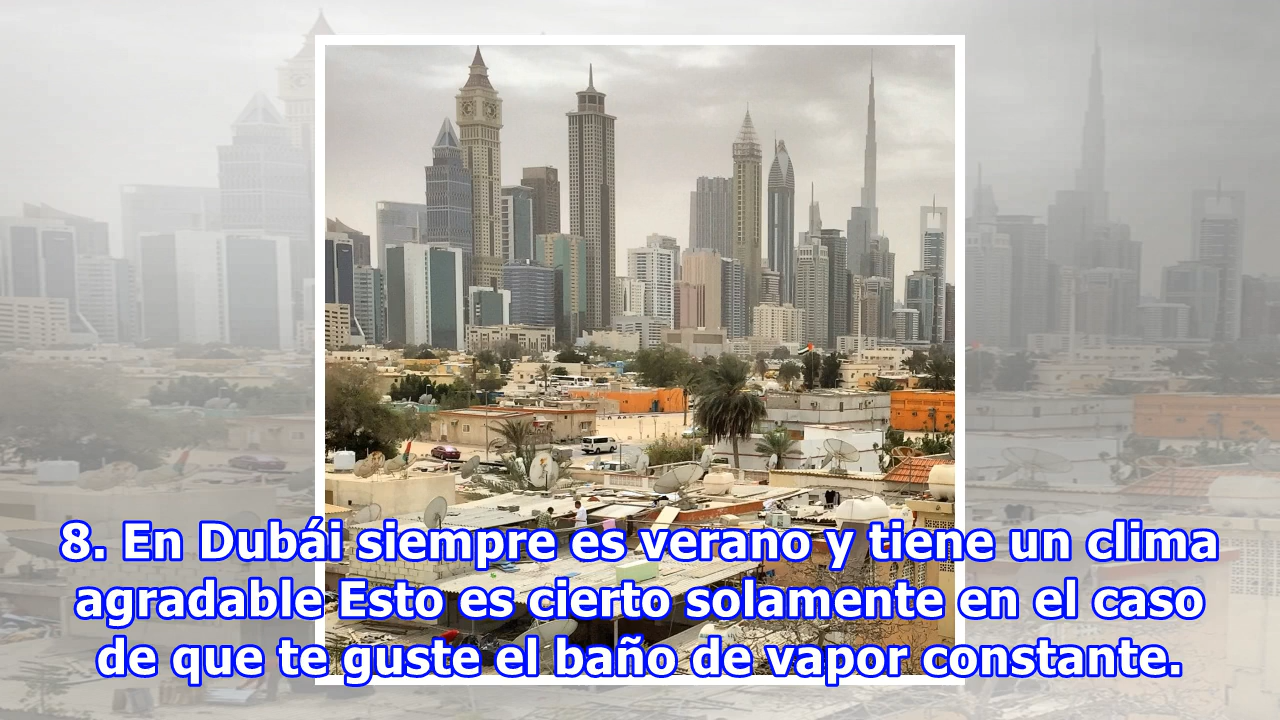 8. En Dubái siempre es verano y tiene un clima
agradable Esto es cierto solamente en el caso
de que te guste el baño de vapor constante.